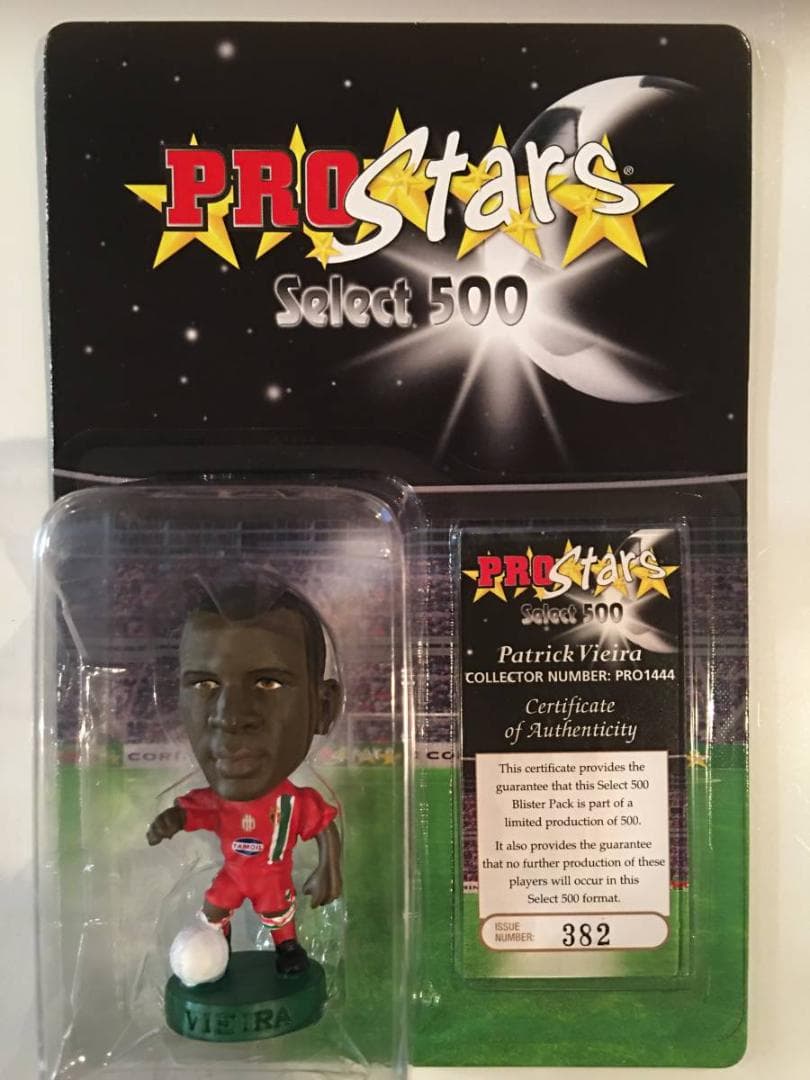 PROStars®
Select 500
PROStars
Select 500
Patrick Vieira
COLLECTOR NUMBER: PRO1444
Certificate
of Authenticity
This certificate provides the
guarantee that this Select 500
Blister Pack is part of a
limited production of 500.
It also provides the guarantee
that no further production of these
players will occur in this
Select 500 format.
ISSUE
NUMBER: 382
TAMOIL
VIEIRA